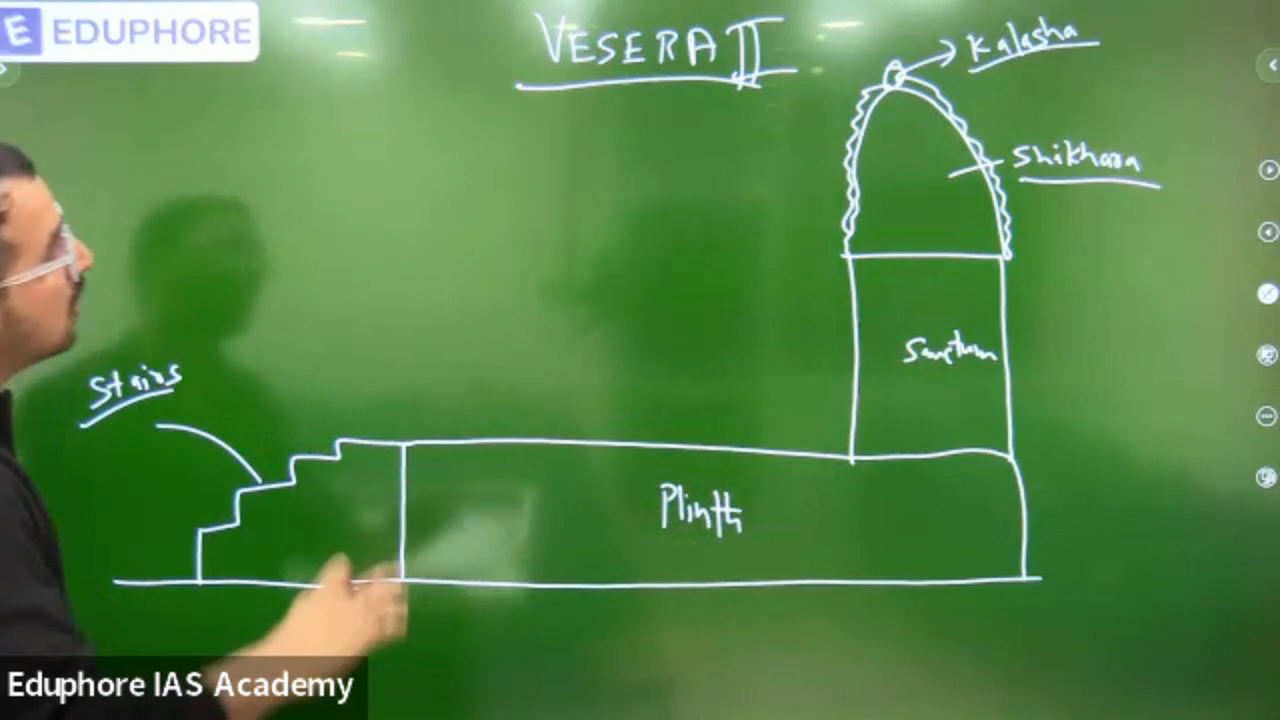 EDUPHORE
VESERA II
Kalasha
Shikhara
Sanctum
Stairs
Plinth
Eduphore IAS Academy